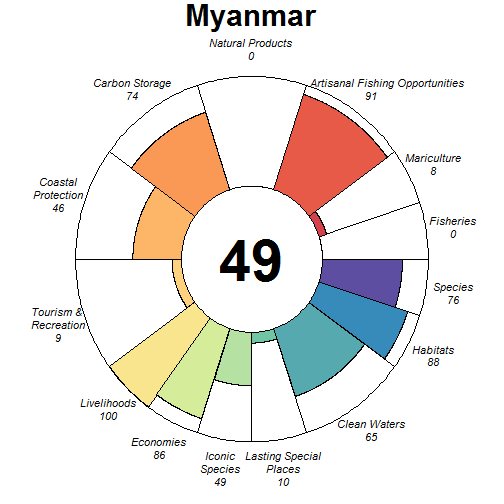 Myanmar
Natural Products
0
Artisanal Fishing Opportunities
91
Mariculture
8
Fisheries
0
Species
76
Habitats
88
Clean Waters
65
Lasting Special
Places
10
Iconic
Species
49
Economies
86
Livelihoods
100
Tourism &
Recreation
9
Coastal
Protection
46
Carbon Storage
74
49